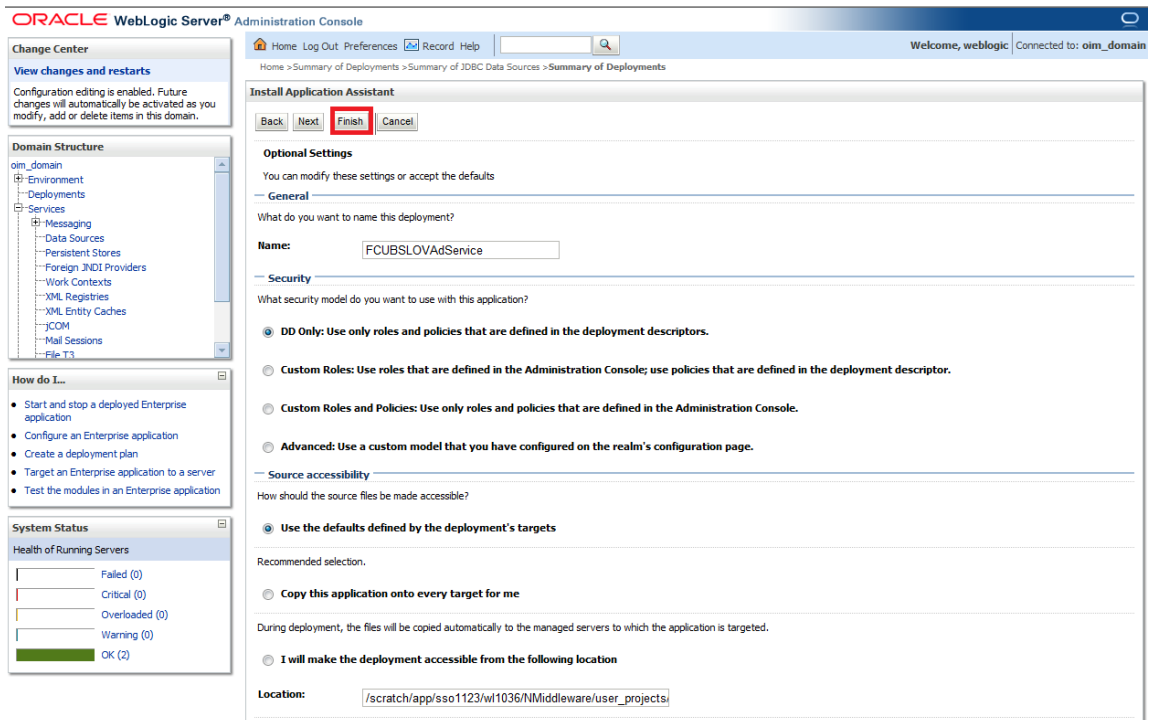 ORACLE WebLogic Server® Administration Console
Change Center
View changes and restarts
Configuration editing is enabled. Future
changes will automatically be activated as you
modify, add or delete items in this domain.
Domain Structure
oim_domain
Environment
Deployments
Services
Messaging
Data Sources
Persistent Stores
Foreign JNDI Providers
Work Contexts
XML Registries
XML Entity Caches
jCOM
Mail Sessions
File T3
How do I...
Start and stop a deployed Enterprise
application
Configure an Enterprise application
Create a deployment plan
Target an Enterprise application to a server
Test the modules in an Enterprise application
System Status
Health of Running Servers
Failed (0)
Critical (0)
Overloaded (0)
Warning (0)
OK (2)
Home Log Out Preferences Record Help
Welcome, weblogic Connected to: oim_domain
Home >Summary of Deployments >Summary of JDBC Data Sources >Summary of Deployments
Install Application Assistant
Back Next Finish Cancel
Optional Settings
You can modify these settings or accept the defaults
General
What do you want to name this deployment?
Name: FCUBSLOVAdService
Security
What security model do you want to use with this application?
DD Only: Use only roles and policies that are defined in the deployment descriptors.
Custom Roles: Use roles that are defined in the Administration Console; use policies that are defined in the deployment descriptor.
Custom Roles and Policies: Use only roles and policies that are defined in the Administration Console.
Advanced: Use a custom model that you have configured on the realm's configuration page.
Source accessibility
How should the source files be made accessible?
Use the defaults defined by the deployment's targets
Recommended selection.
Copy this application onto every target for me
During deployment, the files will be copied automatically to the managed servers to which the application is targeted.
I will make the deployment accessible from the following location
Location: /scratch/app/sso1123/wl1036/NMiddleware/user_projects/